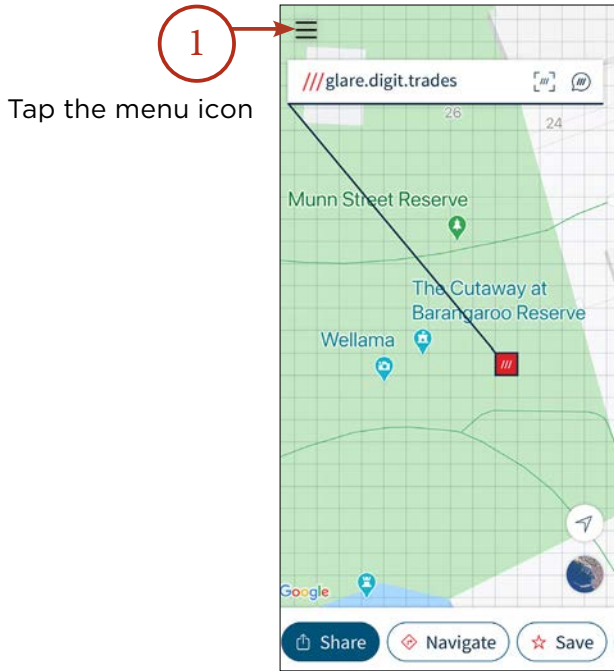 1
Tap the menu icon
///glare.digit.trades
26
24
Munn Street Reserve
The Cutaway at
Barangaroo Reserve
Wellama
///
Google
Share
Navigate
Save